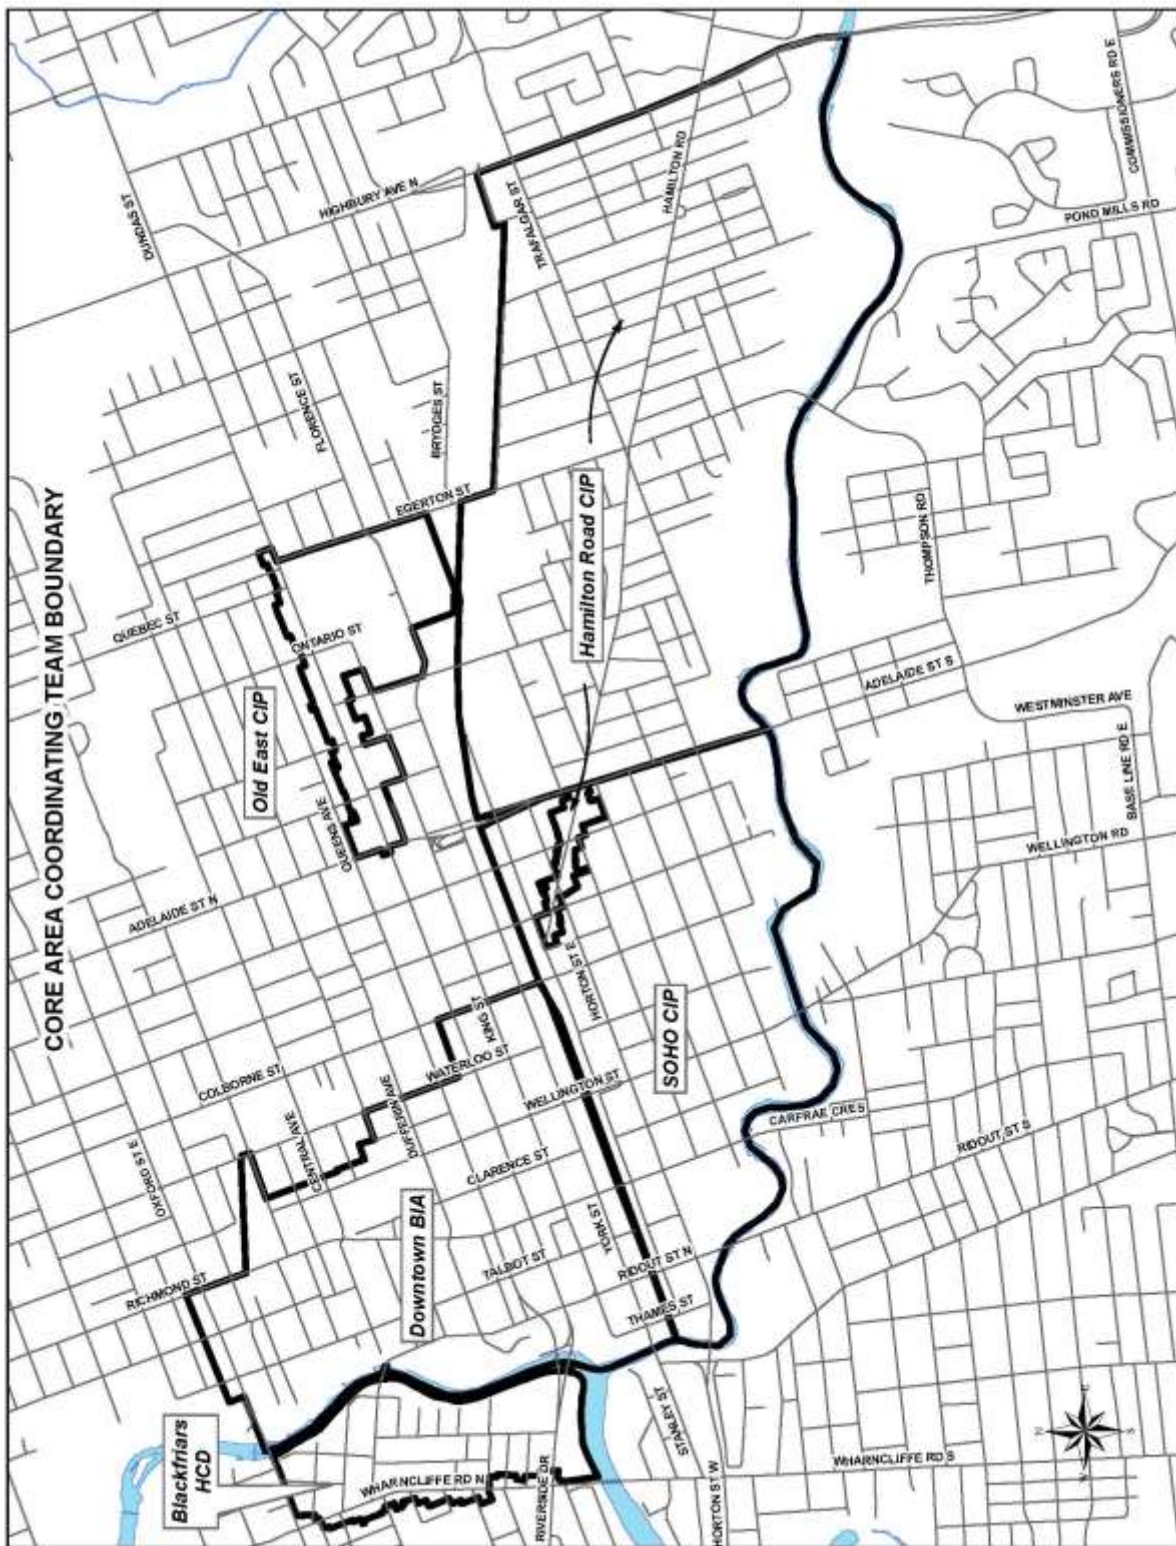 CORE AREA COORDINATING TEAM BOUNDARY
DUNDAS ST
HIGHBURY AVE N
TRAFALGAR ST
HAMILTON RD
COMMISSIONERS RD E
POND MILLS RD
FLORENCE ST
BRYDGES ST
EGERTON ST
QUEBEC ST
ONTARIO ST
Old East CIP
Hamilton Road CIP
THOMPSON RD
ADELAIDE ST S
WESTMINSTER AVE
BASE LINE RD E
WELLINGTON RD
QUEENS AVE
ADELAIDE ST N
HORTON ST E
SOHO CIP
KING ST
WATERLOO ST
COLBORNE ST
DUFFERIN AVE
WELLINGTON ST
CENTRAL AVE
OXFORD ST E
CLARENCE ST
CARFRAE CRES
RIDOUT ST S
Downtown BIA
YORK ST
TALBOT ST
RIDOUT ST N
RICHMOND ST
THAMES ST
Blackfriars
HCD
STANLEY ST
WHARNCLIFFE RD N
RIVERSIDE DR
WHARNCLIFFE RD S
HORTON ST W
N
E
S
W